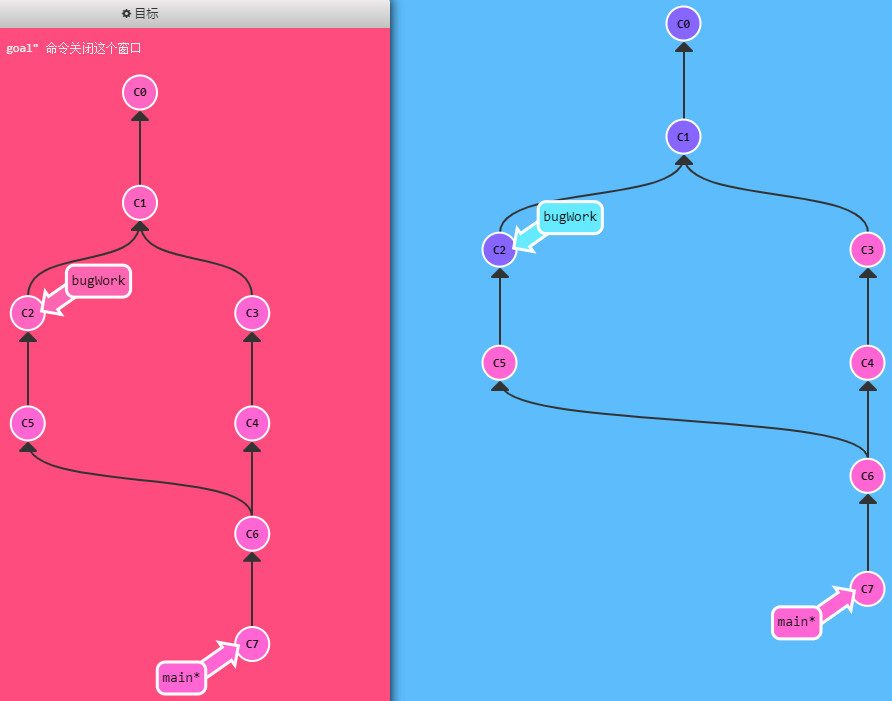 目标
goal" 命令关闭这个窗口
C0
C1
bugWork
C2
C3
C5
C4
C6
C7
main*
C0
C1
bugWork
C2
C3
C5
C4
C6
C7
main*